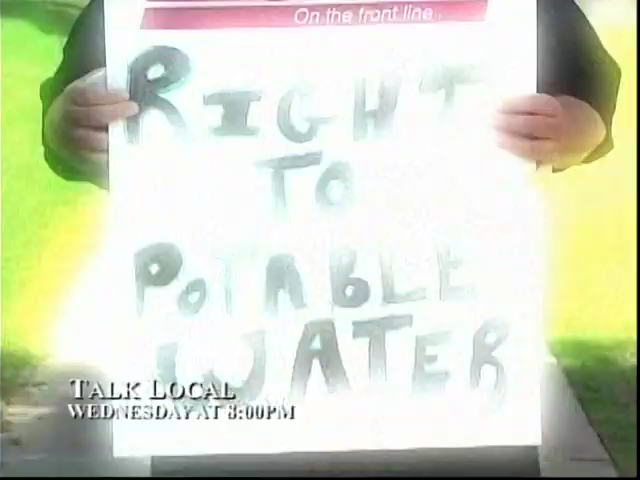 On the front line.
RIGHT
TO
POTABLE
WATER
TALK LOCAL
WEDNESDAY AT 8:00PM